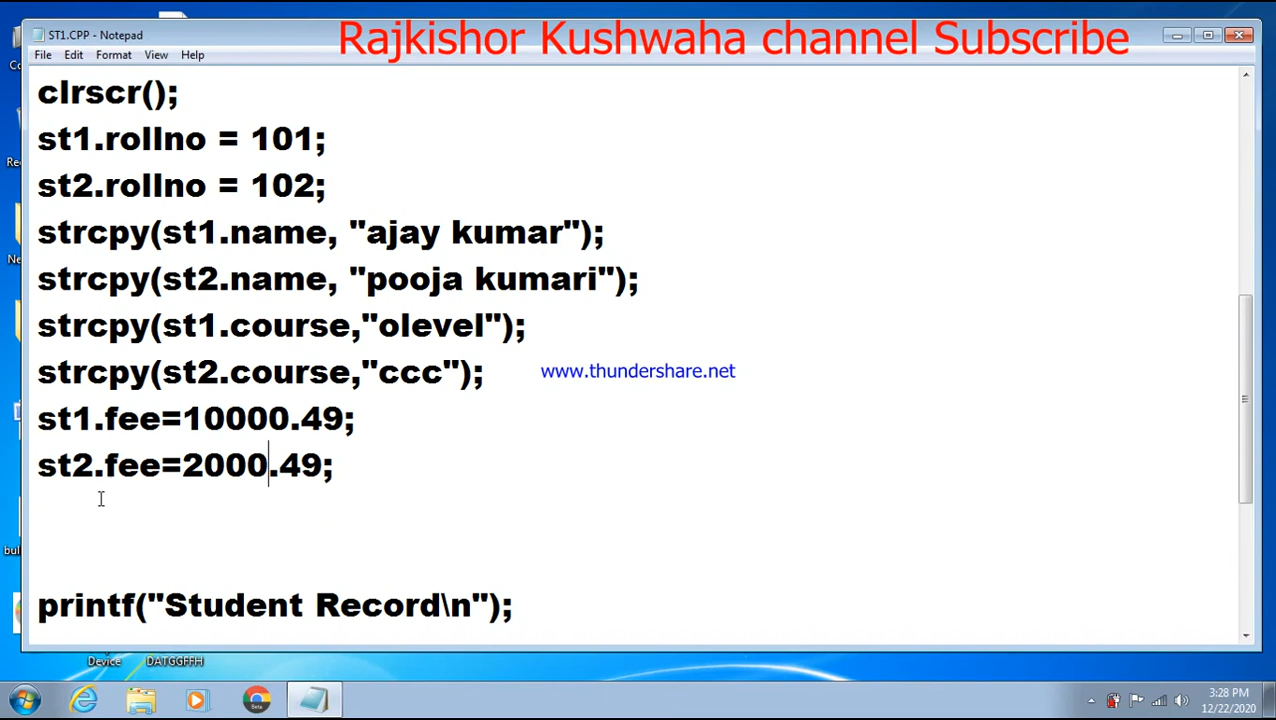 ST1.CPP - Notepad
Rajkishor Kushwaha channel Subscribe
File Edit Format View Help
clrscr();
st1.rollno = 101;
st2.rollno = 102;
strcpy(st1.name, "ajay kumar");
strcpy(st2.name, "pooja kumari");
strcpy(st1.course,"olevel");
strcpy(st2.course,"ccc");
www.thundershare.net
st1.fee=10000.49;
st2.fee=2000.49;
printf("Student Record\n");
Device DATGGFFH
3:28 PM
12/22/2020